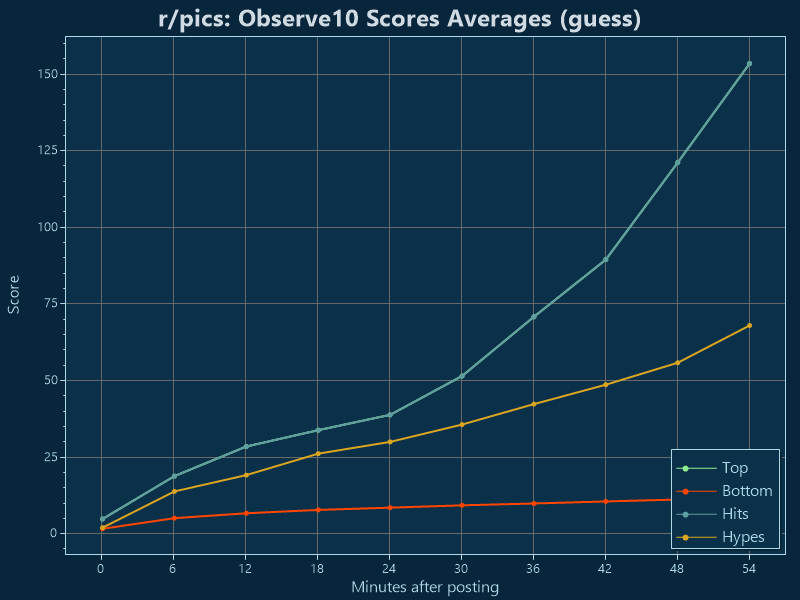 r/pics: Observe10 Scores Averages (guess)
150
125
100
75
50
25
0
Score
Top
Bottom
Hits
Hypes
0 6 12 18 24 30 36 42 48 54
Minutes after posting